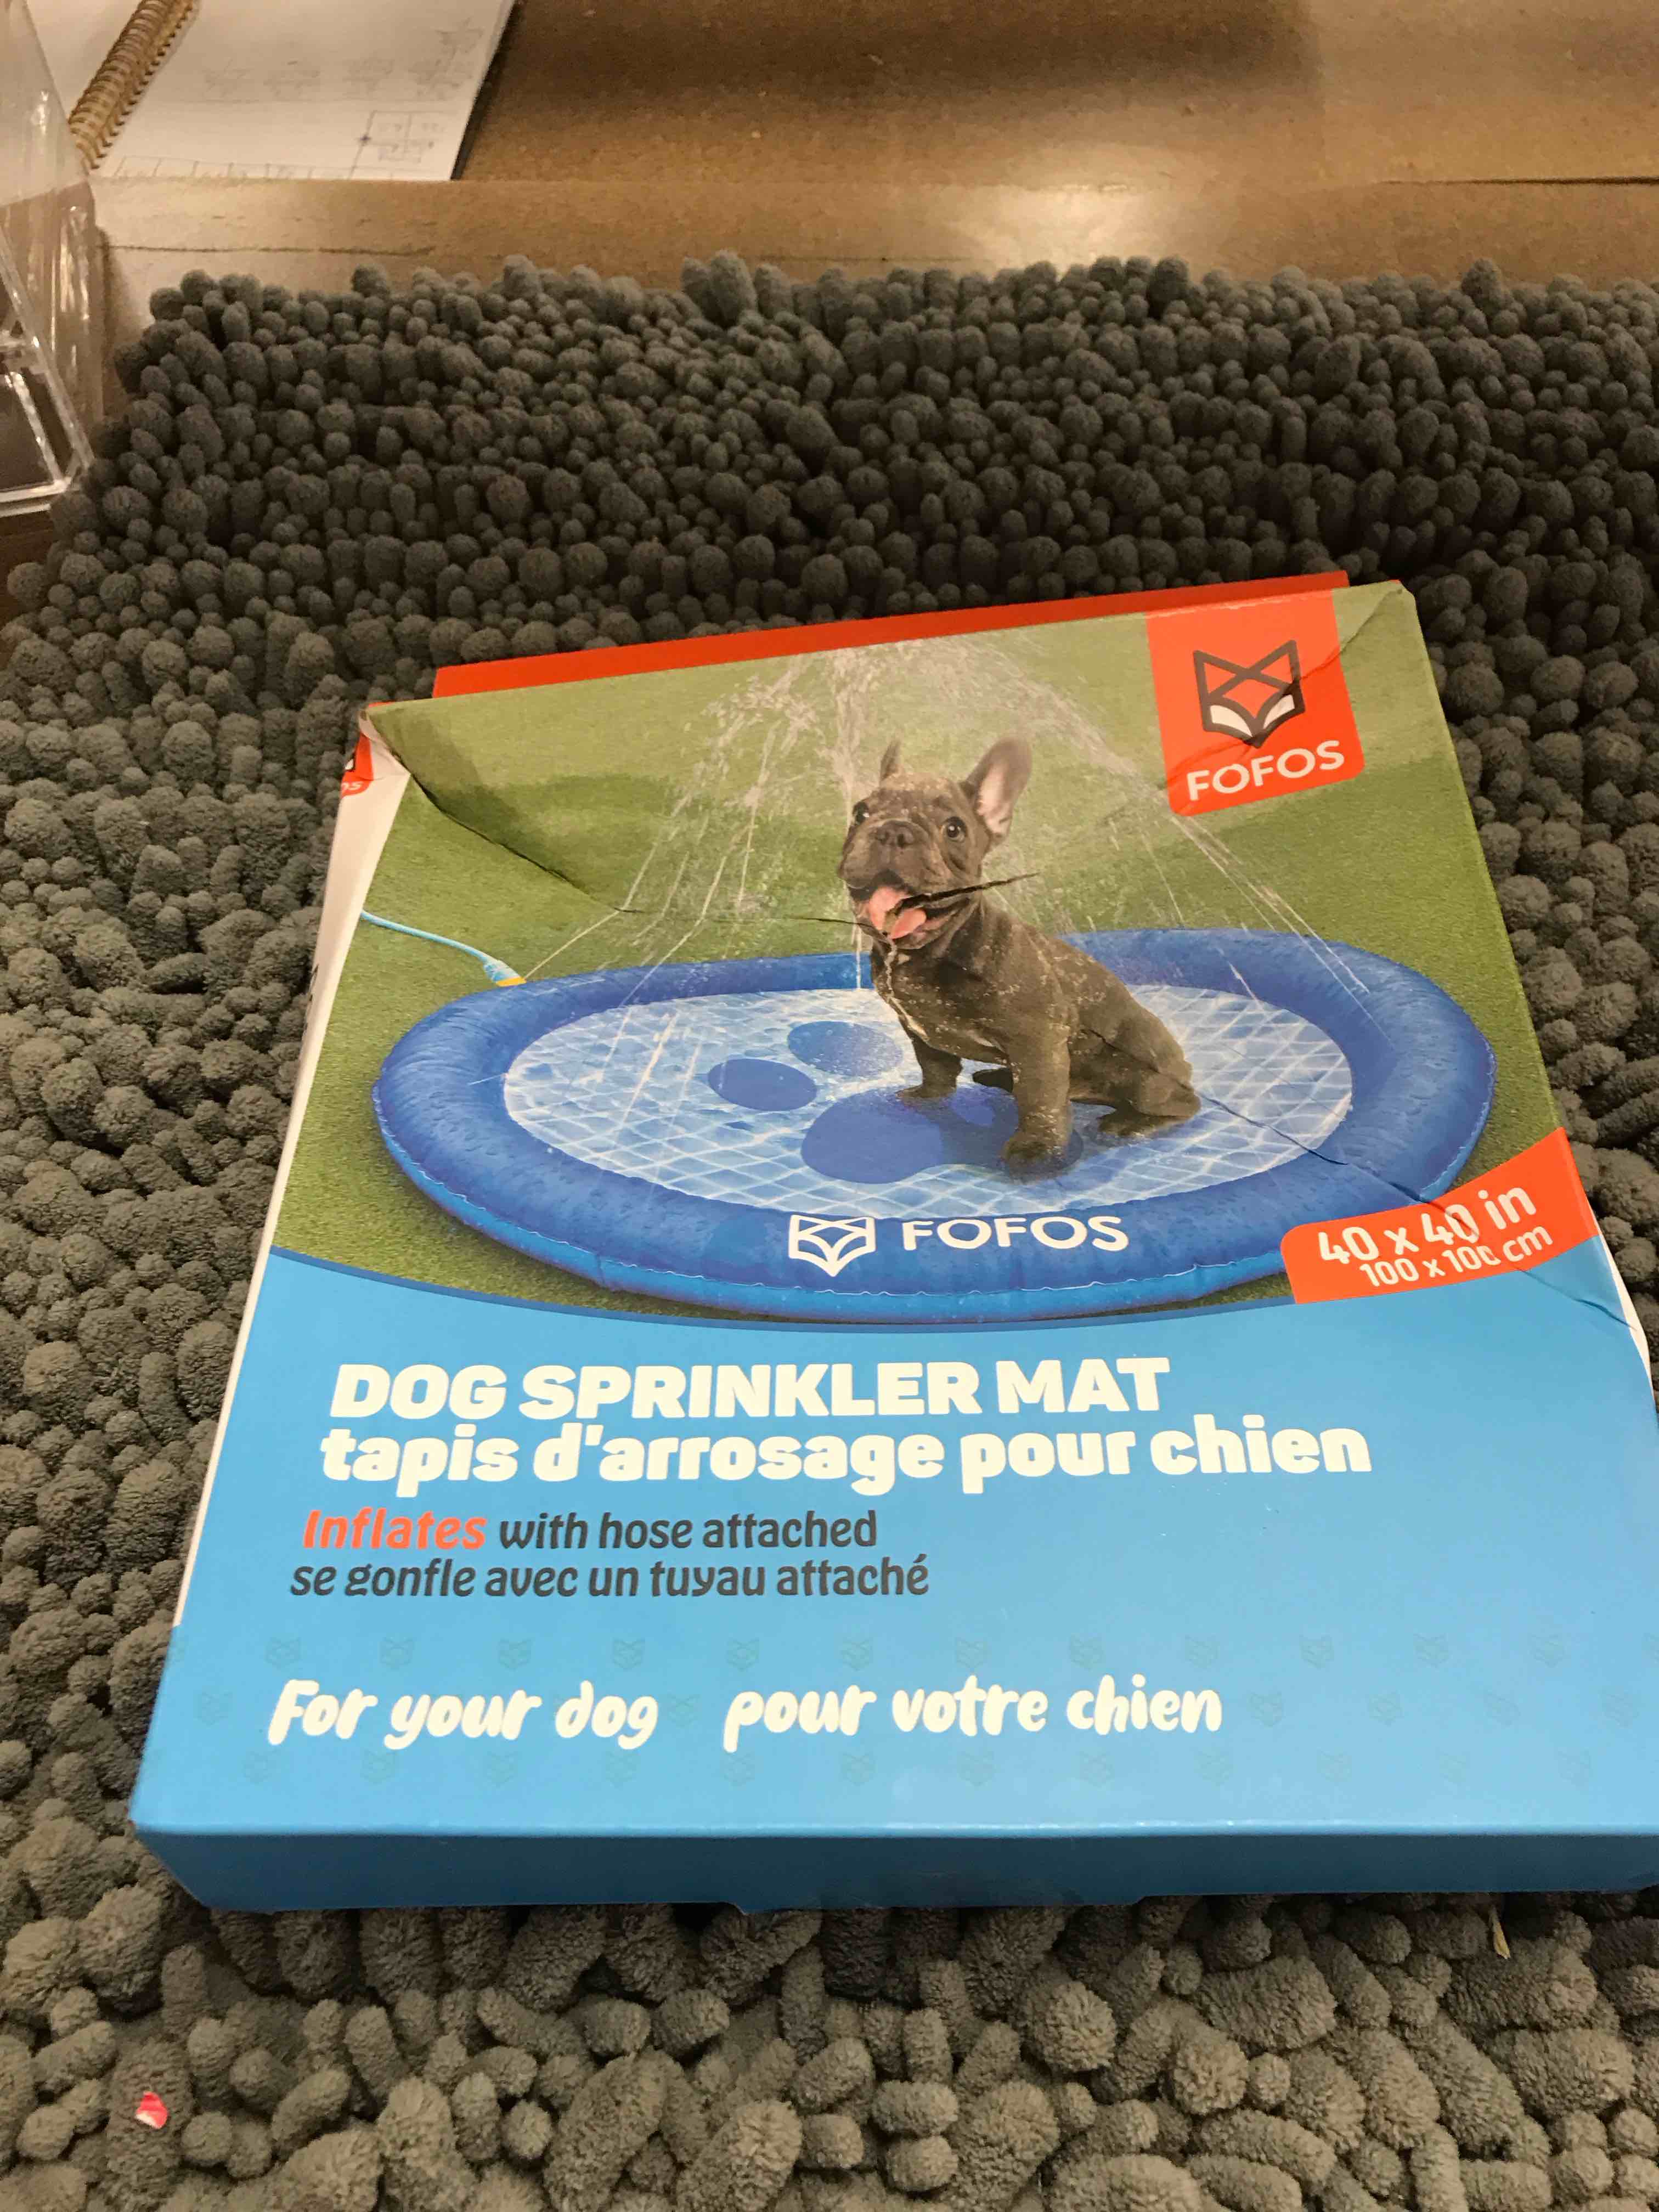 FOFOS
FOFOS
40 x 40 in
100 x 100 cm
DOG SPRINKLER MAT
tapis d'arrosage pour chien
Inflates with hose attached
se gonfle avec un tuyau attaché
For your dog pour votre chien